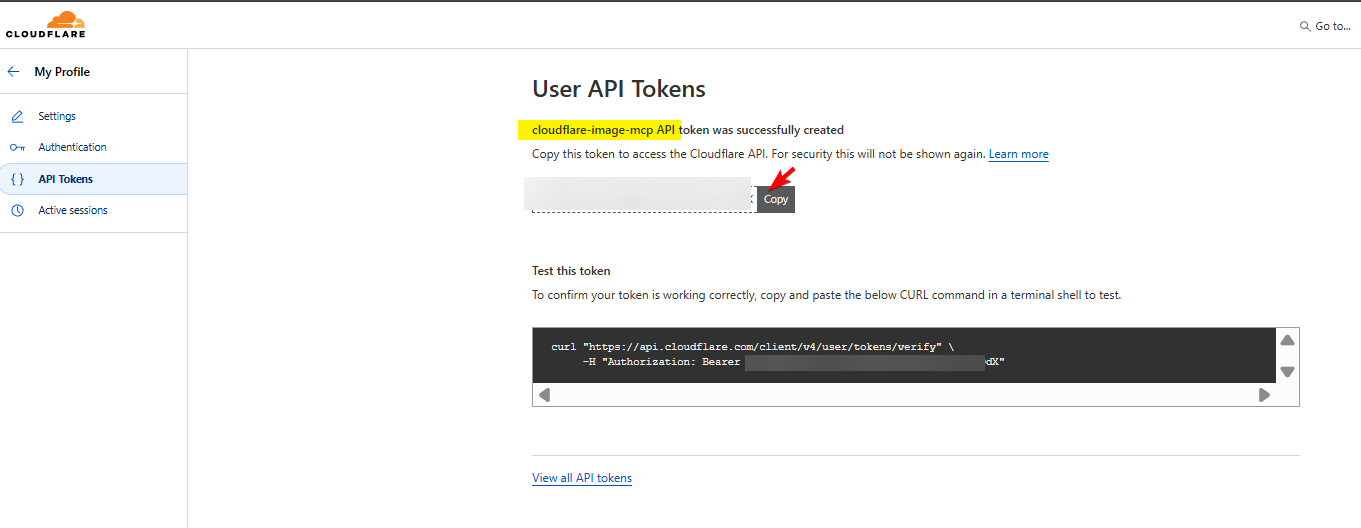 CLOUDFLARE
Go to...
My Profile
Settings
Authentication
API Tokens
Active sessions
User API Tokens
cloudflare-image-mcp API token was successfully created
Copy this token to access the Cloudflare API. For security this will not be shown again. Learn more
Copy
Test this token
To confirm your token is working correctly, copy and paste the below CURL command in a terminal shell to test.
curl "https://api.cloudflare.com/client/v4/user/tokens/verify" \
-H "Authorization: Bearer dX"
View all API tokens